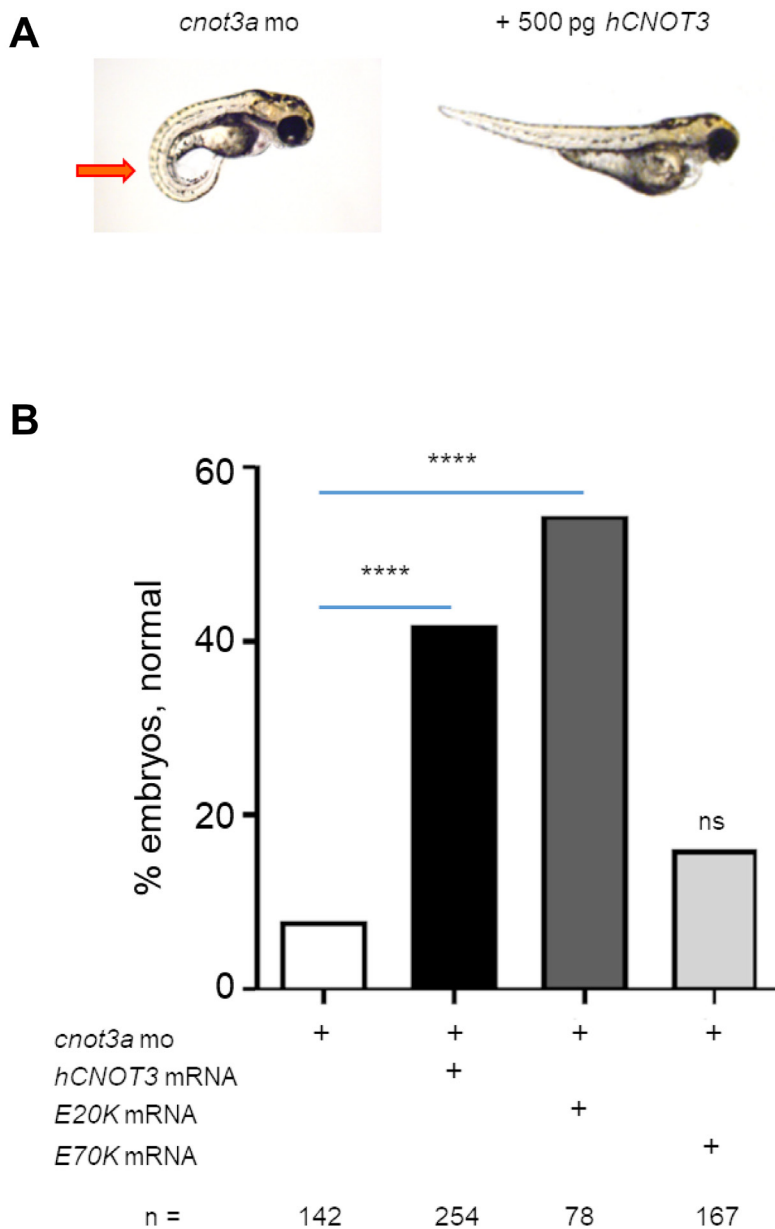 A
cnot3a mo
+ 500 pg hCNOT3
B
60
****
****
40
% embryos, normal
20
ns
0
cnot3a mo + + + +
hCNOT3 mRNA +
E20K mRNA +
E70K mRNA +
n = 142 254 78 167